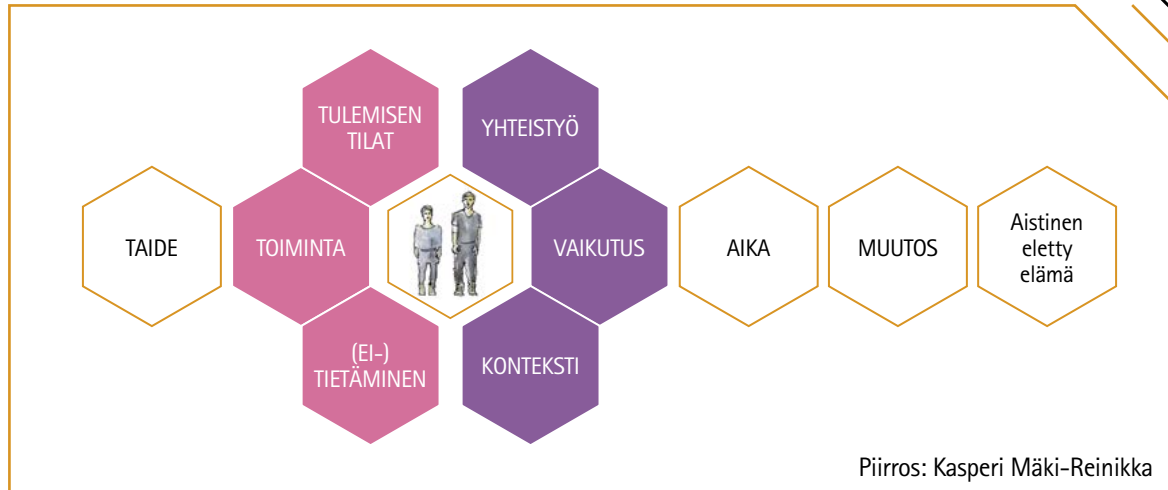 TAIDE
TULEMISEN
TILAT
TOIMINTA
(EI-)
TIETÄMINEN
YHTEISTYÖ
VAIKUTUS
KONTEKSTI
AIKA
MUUTOS
Aistinen
eletty
elämä
Piirros: Kasperi Mäki-Reinikka